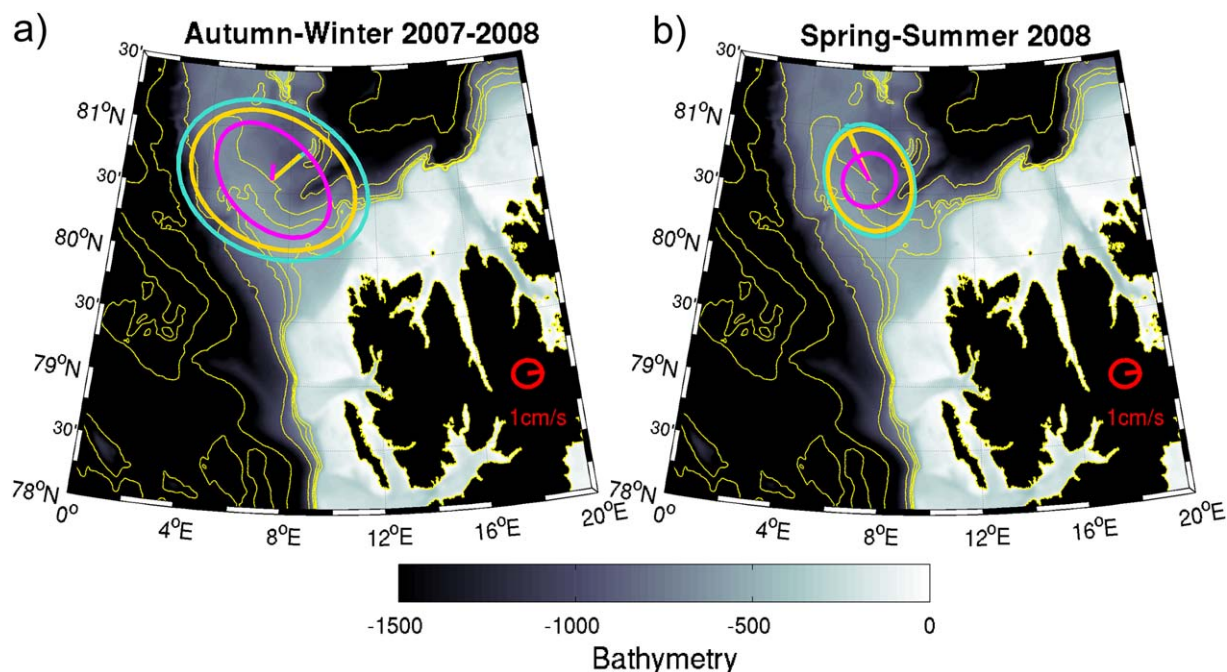 a)
Autumn-Winter 2007-2008
30'
81°N
30'
80°N
30'
79°N
30'
78°N
0°
4°E
8°E
12°E
16°E
20°E
1cm/s
b)
Spring-Summer 2008
30'
81°N
30'
80°N
30'
79°N
30'
78°N
0°
4°E
8°E
12°E
16°E
20°E
1cm/s
-1500 -1000 -500 0
Bathymetry